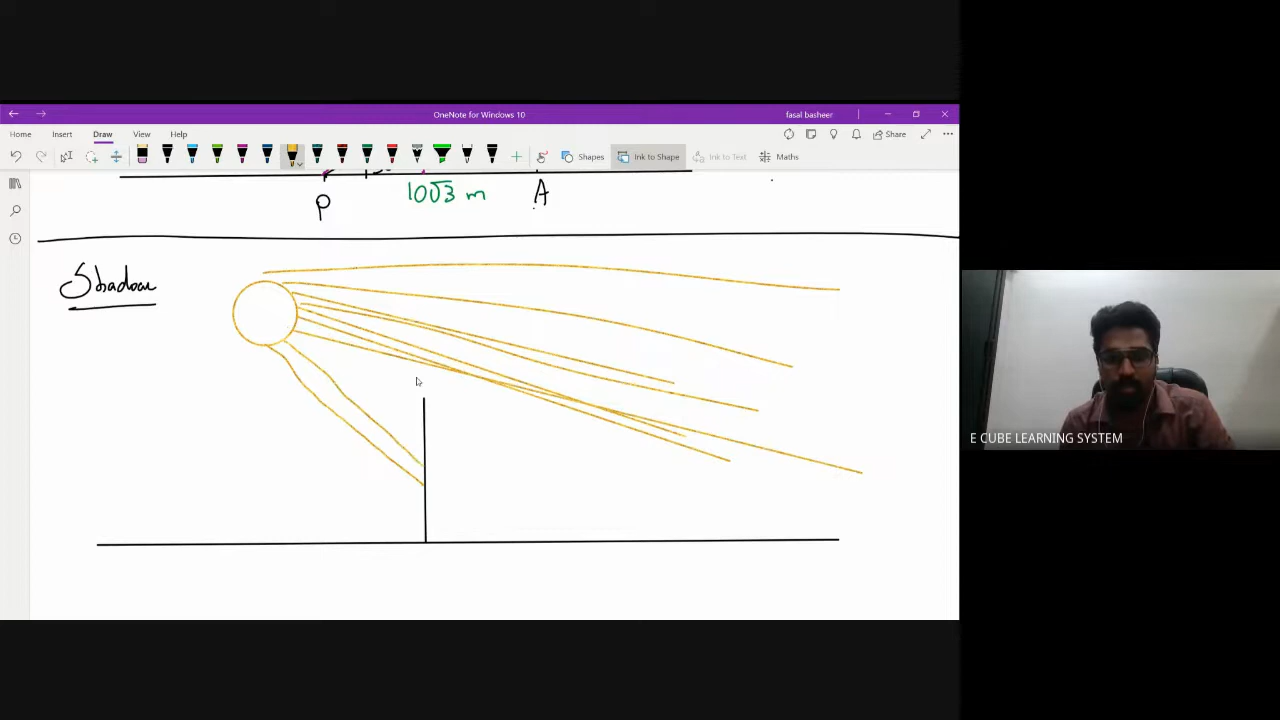 OneNote for Windows 10
fasal basheer
Home Insert Draw View Help
Share
Shapes Ink to Shape Ink to Text Maths
10√3 m
P A
Shadow
E CUBE LEARNING SYSTEM